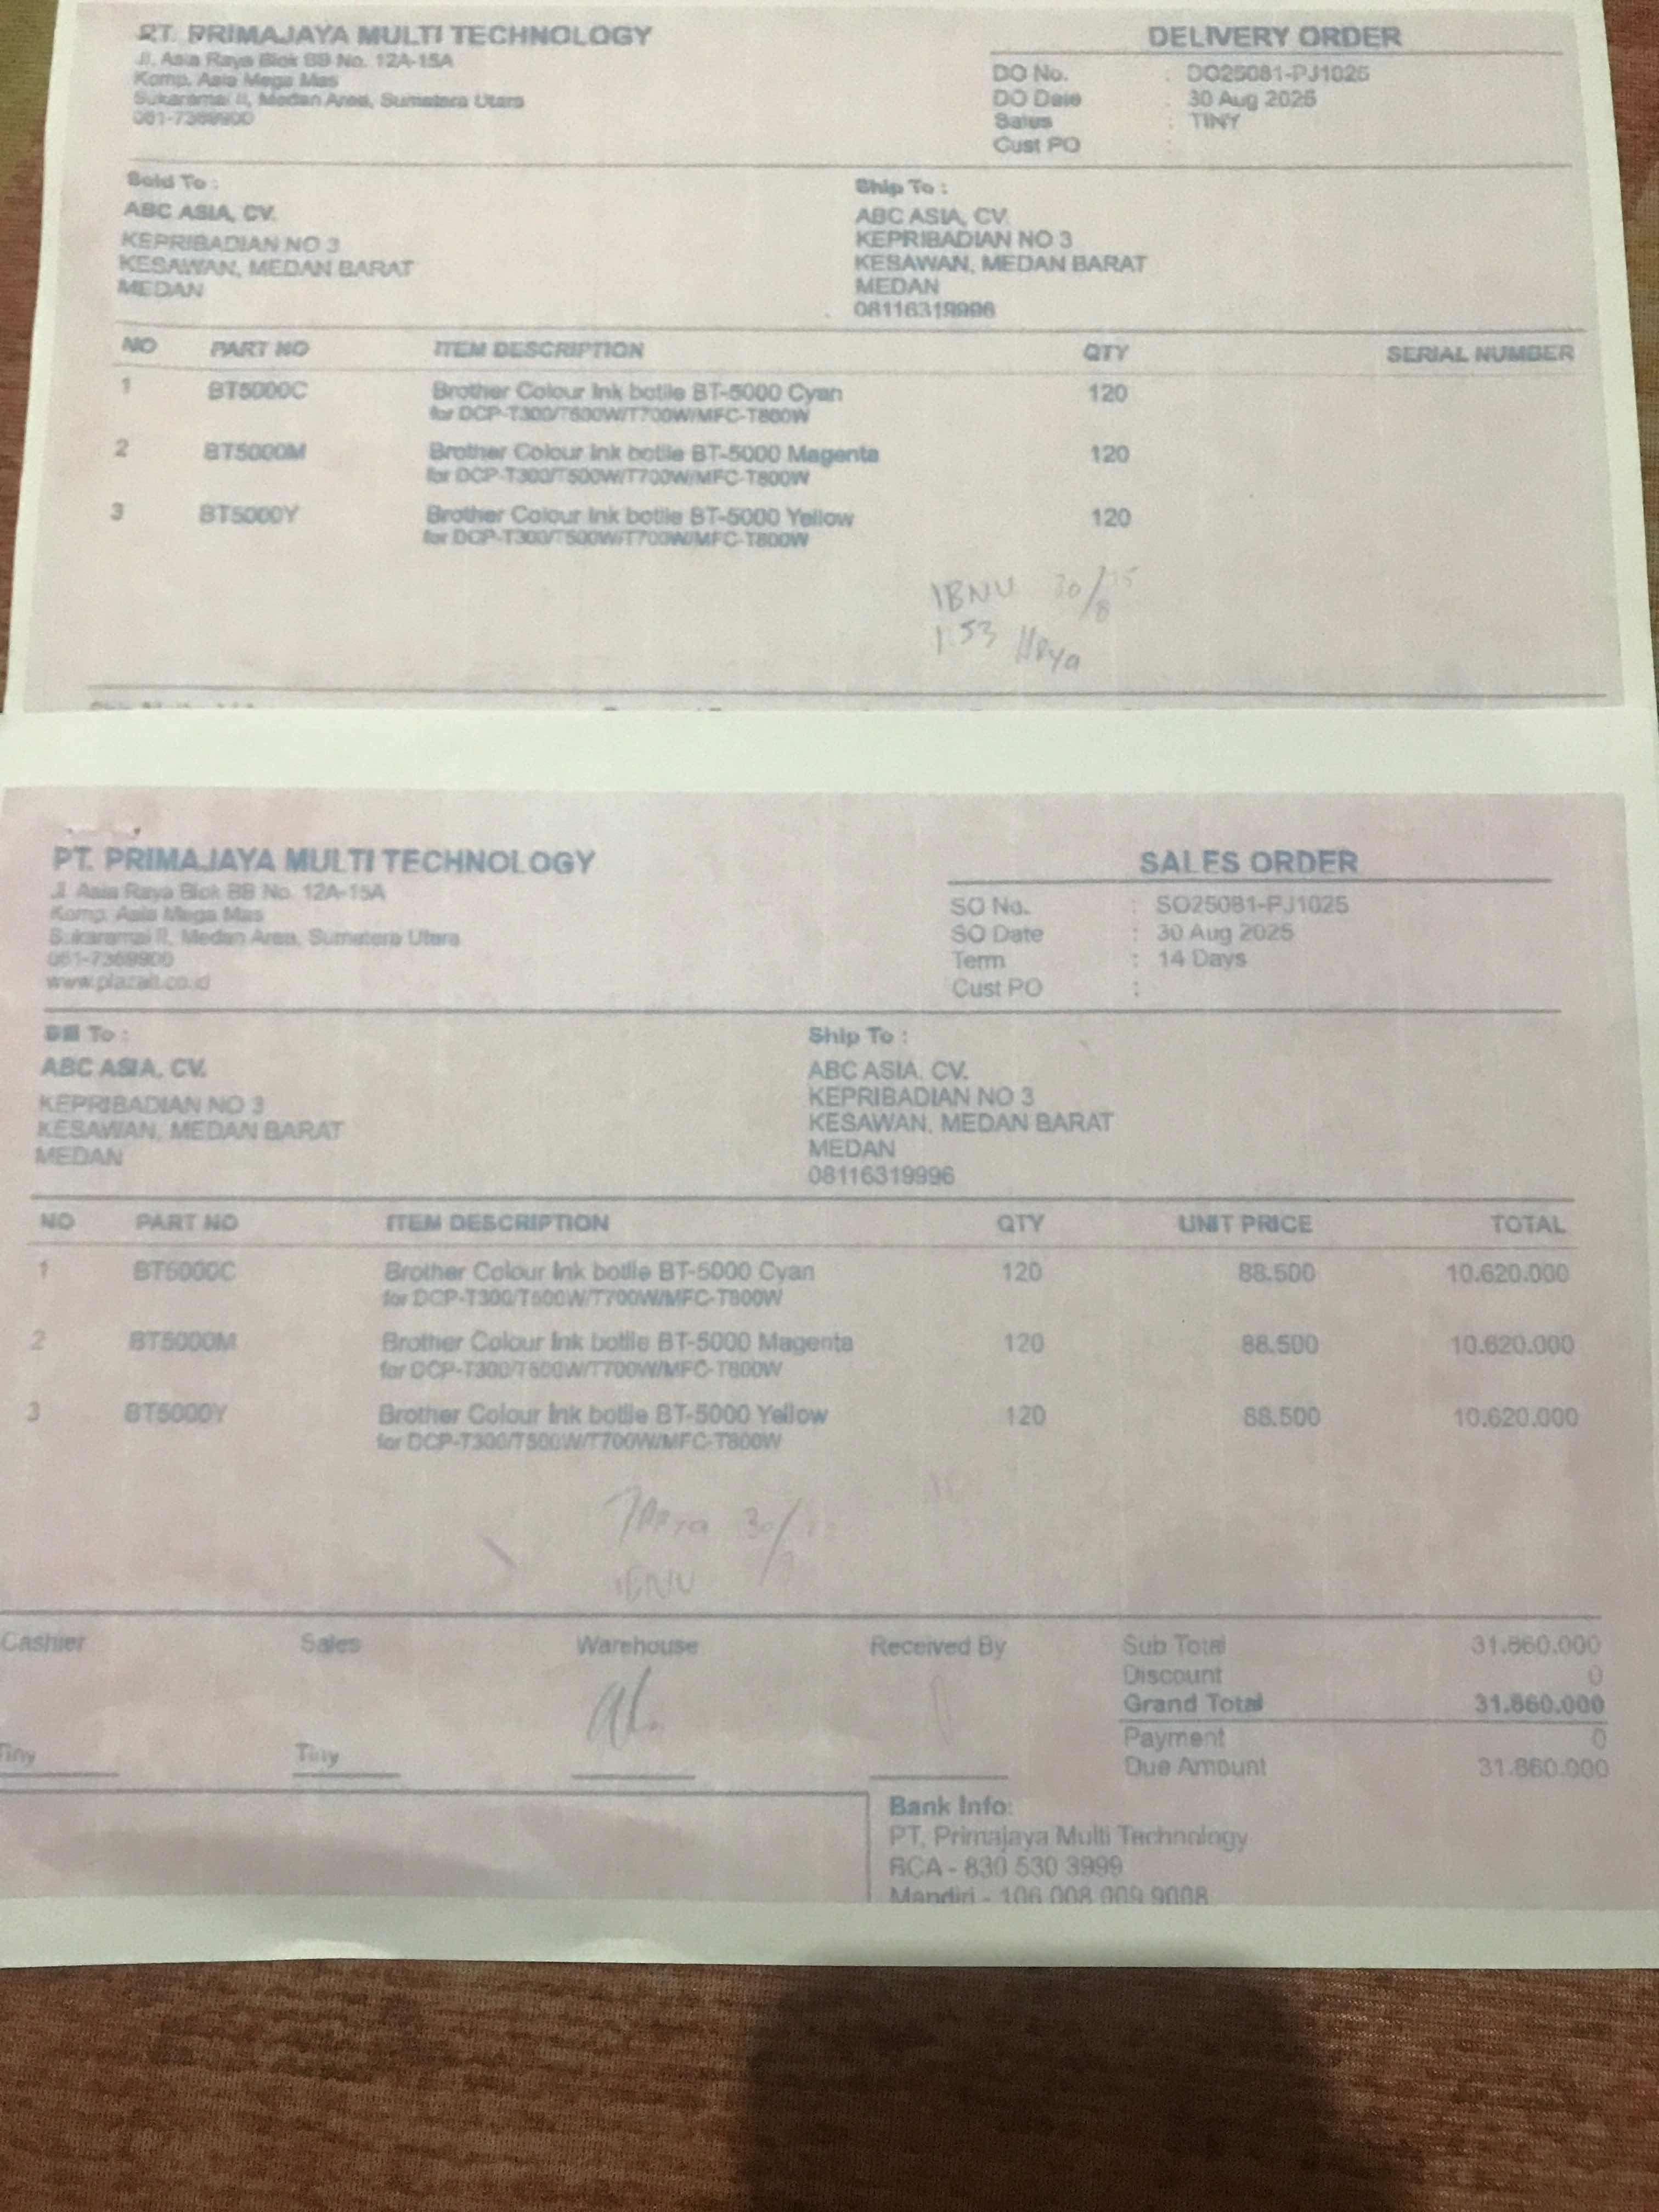 PT. PRIMAJAYA MULTI TECHNOLOGY
DELIVERY ORDER
Jl. Asia Raya Blok BB No. 12A-15A
Komp. Asia Mega Mas
Sukaramai II, Medan Area, Sumatera Utara
061-7369900
DO No. : DO25081-PJ1025
DO Date : 30 Aug 2025
Sales : TINY
Cust PO :
Sold To :
ABC ASIA, CV.
KEPRIBADIAN NO 3
KESAWAN, MEDAN BARAT
MEDAN
Ship To :
ABC ASIA, CV.
KEPRIBADIAN NO 3
KESAWAN, MEDAN BARAT
MEDAN
08116319996
NO PART NO ITEM DESCRIPTION QTY SERIAL NUMBER
1 BT5000C Brother Colour Ink bottle BT-5000 Cyan 120
for DCP-T300/T500W/T700W/MFC-T800W
2 BT5000M Brother Colour Ink bottle BT-5000 Magenta 120
for DCP-T300/T500W/T700W/MFC-T800W
3 BT5000Y Brother Colour Ink bottle BT-5000 Yellow 120
for DCP-T300/T500W/T700W/MFC-T800W
IBNU 30/8
1 53
PT. PRIMAJAYA MULTI TECHNOLOGY
SALES ORDER
Jl. Asia Raya Blok BB No. 12A-15A
Komp. Asia Mega Mas
Sukaramai II, Medan Area, Sumatera Utara
061-7369900
www.plazait.co.id
SO No. : SO25081-PJ1025
SO Date : 30 Aug 2025
Term : 14 Days
Cust PO :
Bill To :
ABC ASIA, CV.
KEPRIBADIAN NO 3
KESAWAN, MEDAN BARAT
MEDAN
Ship To :
ABC ASIA, CV.
KEPRIBADIAN NO 3
KESAWAN, MEDAN BARAT
MEDAN
08116319996
NO PART NO ITEM DESCRIPTION QTY UNIT PRICE TOTAL
1 BT5000C Brother Colour Ink bottle BT-5000 Cyan 120 88.500 10.620.000
for DCP-T300/T500W/T700W/MFC-T800W
2 BT5000M Brother Colour Ink bottle BT-5000 Magenta 120 88.500 10.620.000
for DCP-T300/T500W/T700W/MFC-T800W
3 BT5000Y Brother Colour Ink bottle BT-5000 Yellow 120 88.500 10.620.000
for DCP-T300/T500W/T700W/MFC-T800W
30/
IBNU
Cashier Sales Warehouse Received By
Tiny Tiny
Sub Total 31.860.000
Discount 0
Grand Total 31.860.000
Payment 0
Due Amount 31.860.000
Bank Info:
PT. Primajaya Multi Technology
BCA - 830 530 3999
Mandiri - 106 008 009 9008